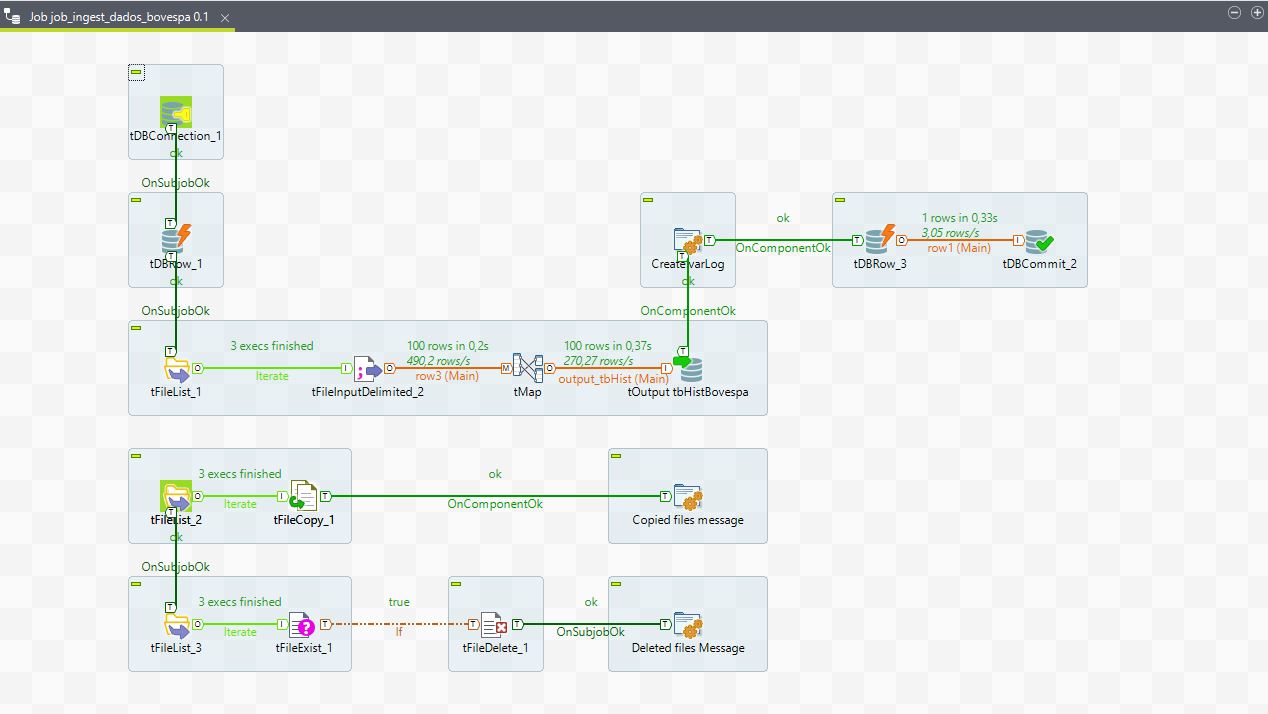 Job job_ingest_dados_bovespa 0.1
tDBConnection_1
ok
OnSubjobOk
tDBRow_1
ok
OnSubjobOk
CreateVarLog
ok
OnComponentOk
ok
OnComponentOk
1 rows in 0,33s
3,05 rows/s
row1 (Main)
tDBRow_3
tDBCommit_2
3 execs finished
Iterate
100 rows in 0,2s
490,2 rows/s
row3 (Main)
100 rows in 0,37s
270,27 rows/s
output_tbHist (Main)
tFileList_1
tFileInputDelimited_2
tMap
tOutput tbHistBovespa
3 execs finished
Iterate
ok
OnComponentOk
tFileList_2
tFileCopy_1
Copied files message
ok
OnSubjobOk
3 execs finished
Iterate
true
If
ok
OnSubjobOk
tFileList_3
tFileExist_1
tFileDelete_1
Deleted files Message